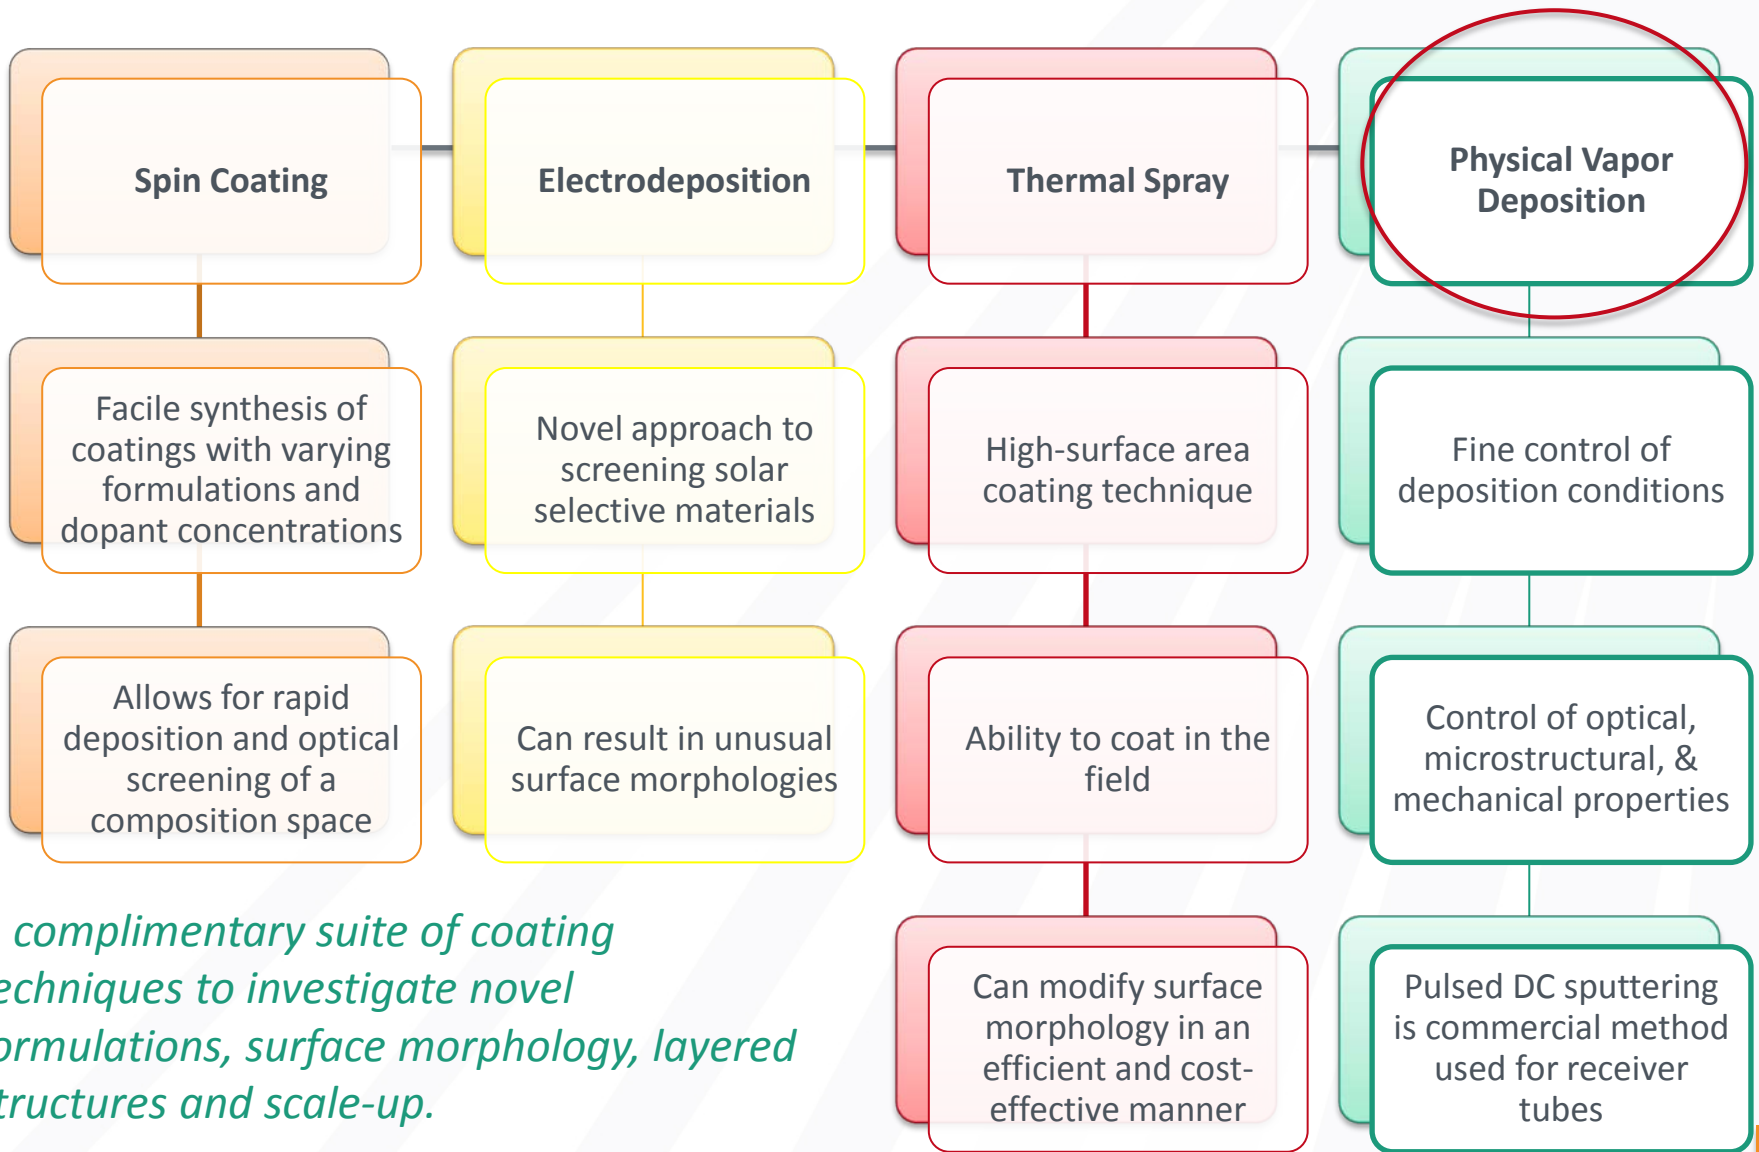 Spin Coating
Facile synthesis of
coatings with varying
formulations and
dopant concentrations
Allows for rapid
deposition and optical
screening of a
composition space
Electrodeposition
Novel approach to
screening solar
selective materials
Can result in unusual
surface morphologies
Thermal Spray
High-surface area
coating technique
Ability to coat in the
field
Can modify surface
morphology in an
efficient and cost-
effective manner
Physical Vapor
Deposition
Fine control of
deposition conditions
Control of optical,
microstructural, &
mechanical properties
Pulsed DC sputtering
is commercial method
used for receiver
tubes
complimentary suite of coating
echniques to investigate novel
ormulations, surface morphology, layered
tructures and scale-up.